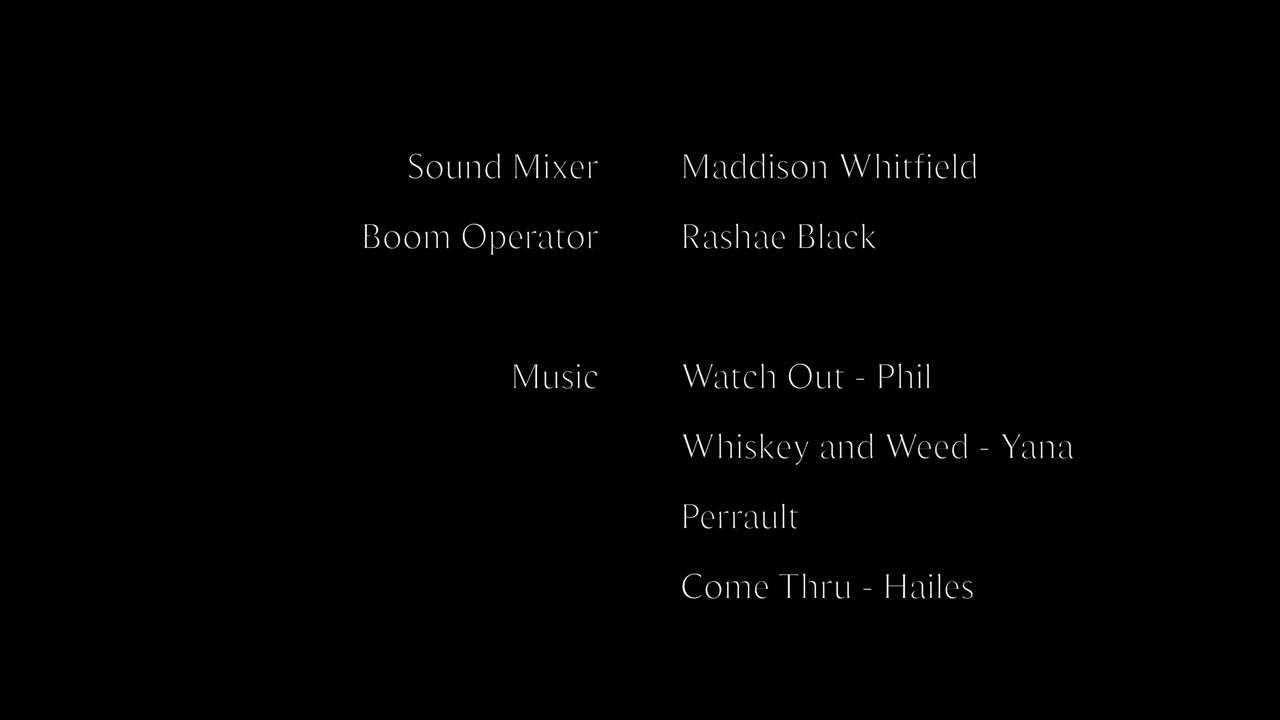 Sound Mixer Maddison Whitfield
Boom Operator Rashae Black
Music Watch Out - Phil
Whiskey and Weed - Yana
Perrault
Come Thru - Hailes